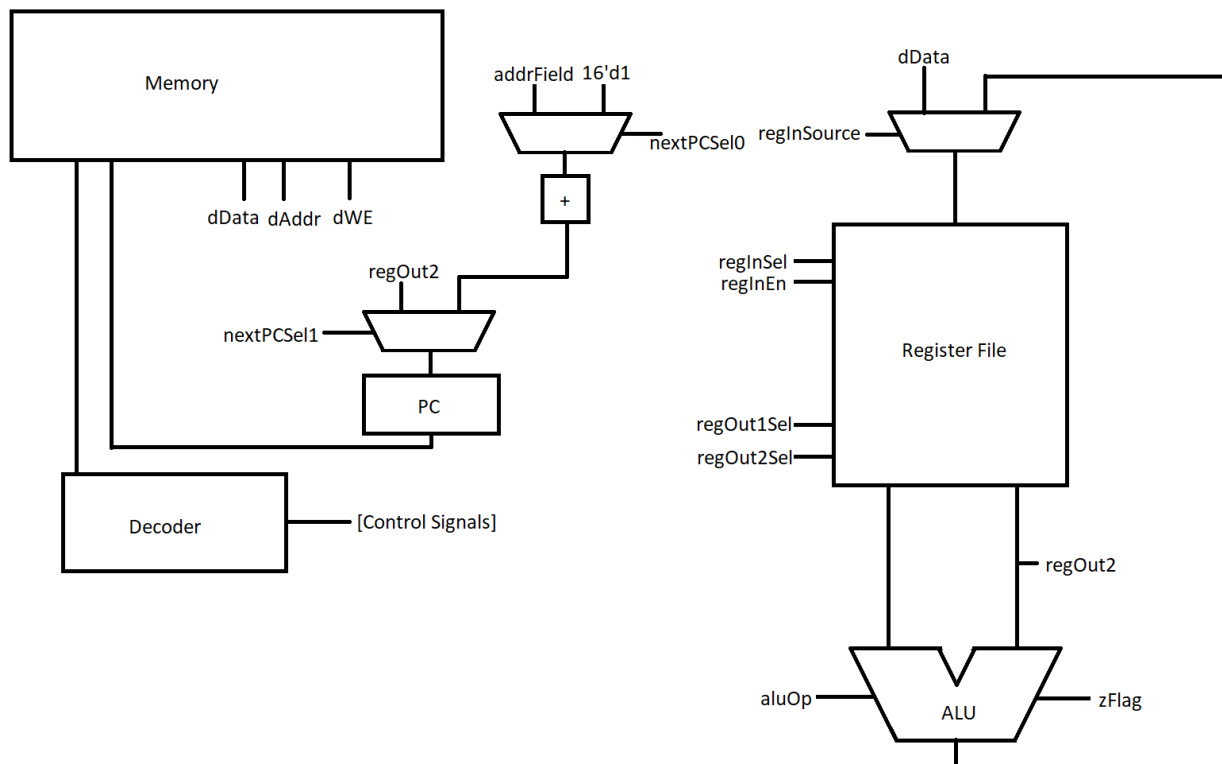 Memory
addrField 16'd1
nextPCSel0
+
dData dAddr dWE
regOut2
nextPCSel1
PC
Decoder
[Control Signals]
dData
regInSource
regInSel
regInEn
Register File
regOut1Sel
regOut2Sel
regOut2
aluOp
ALU
zFlag